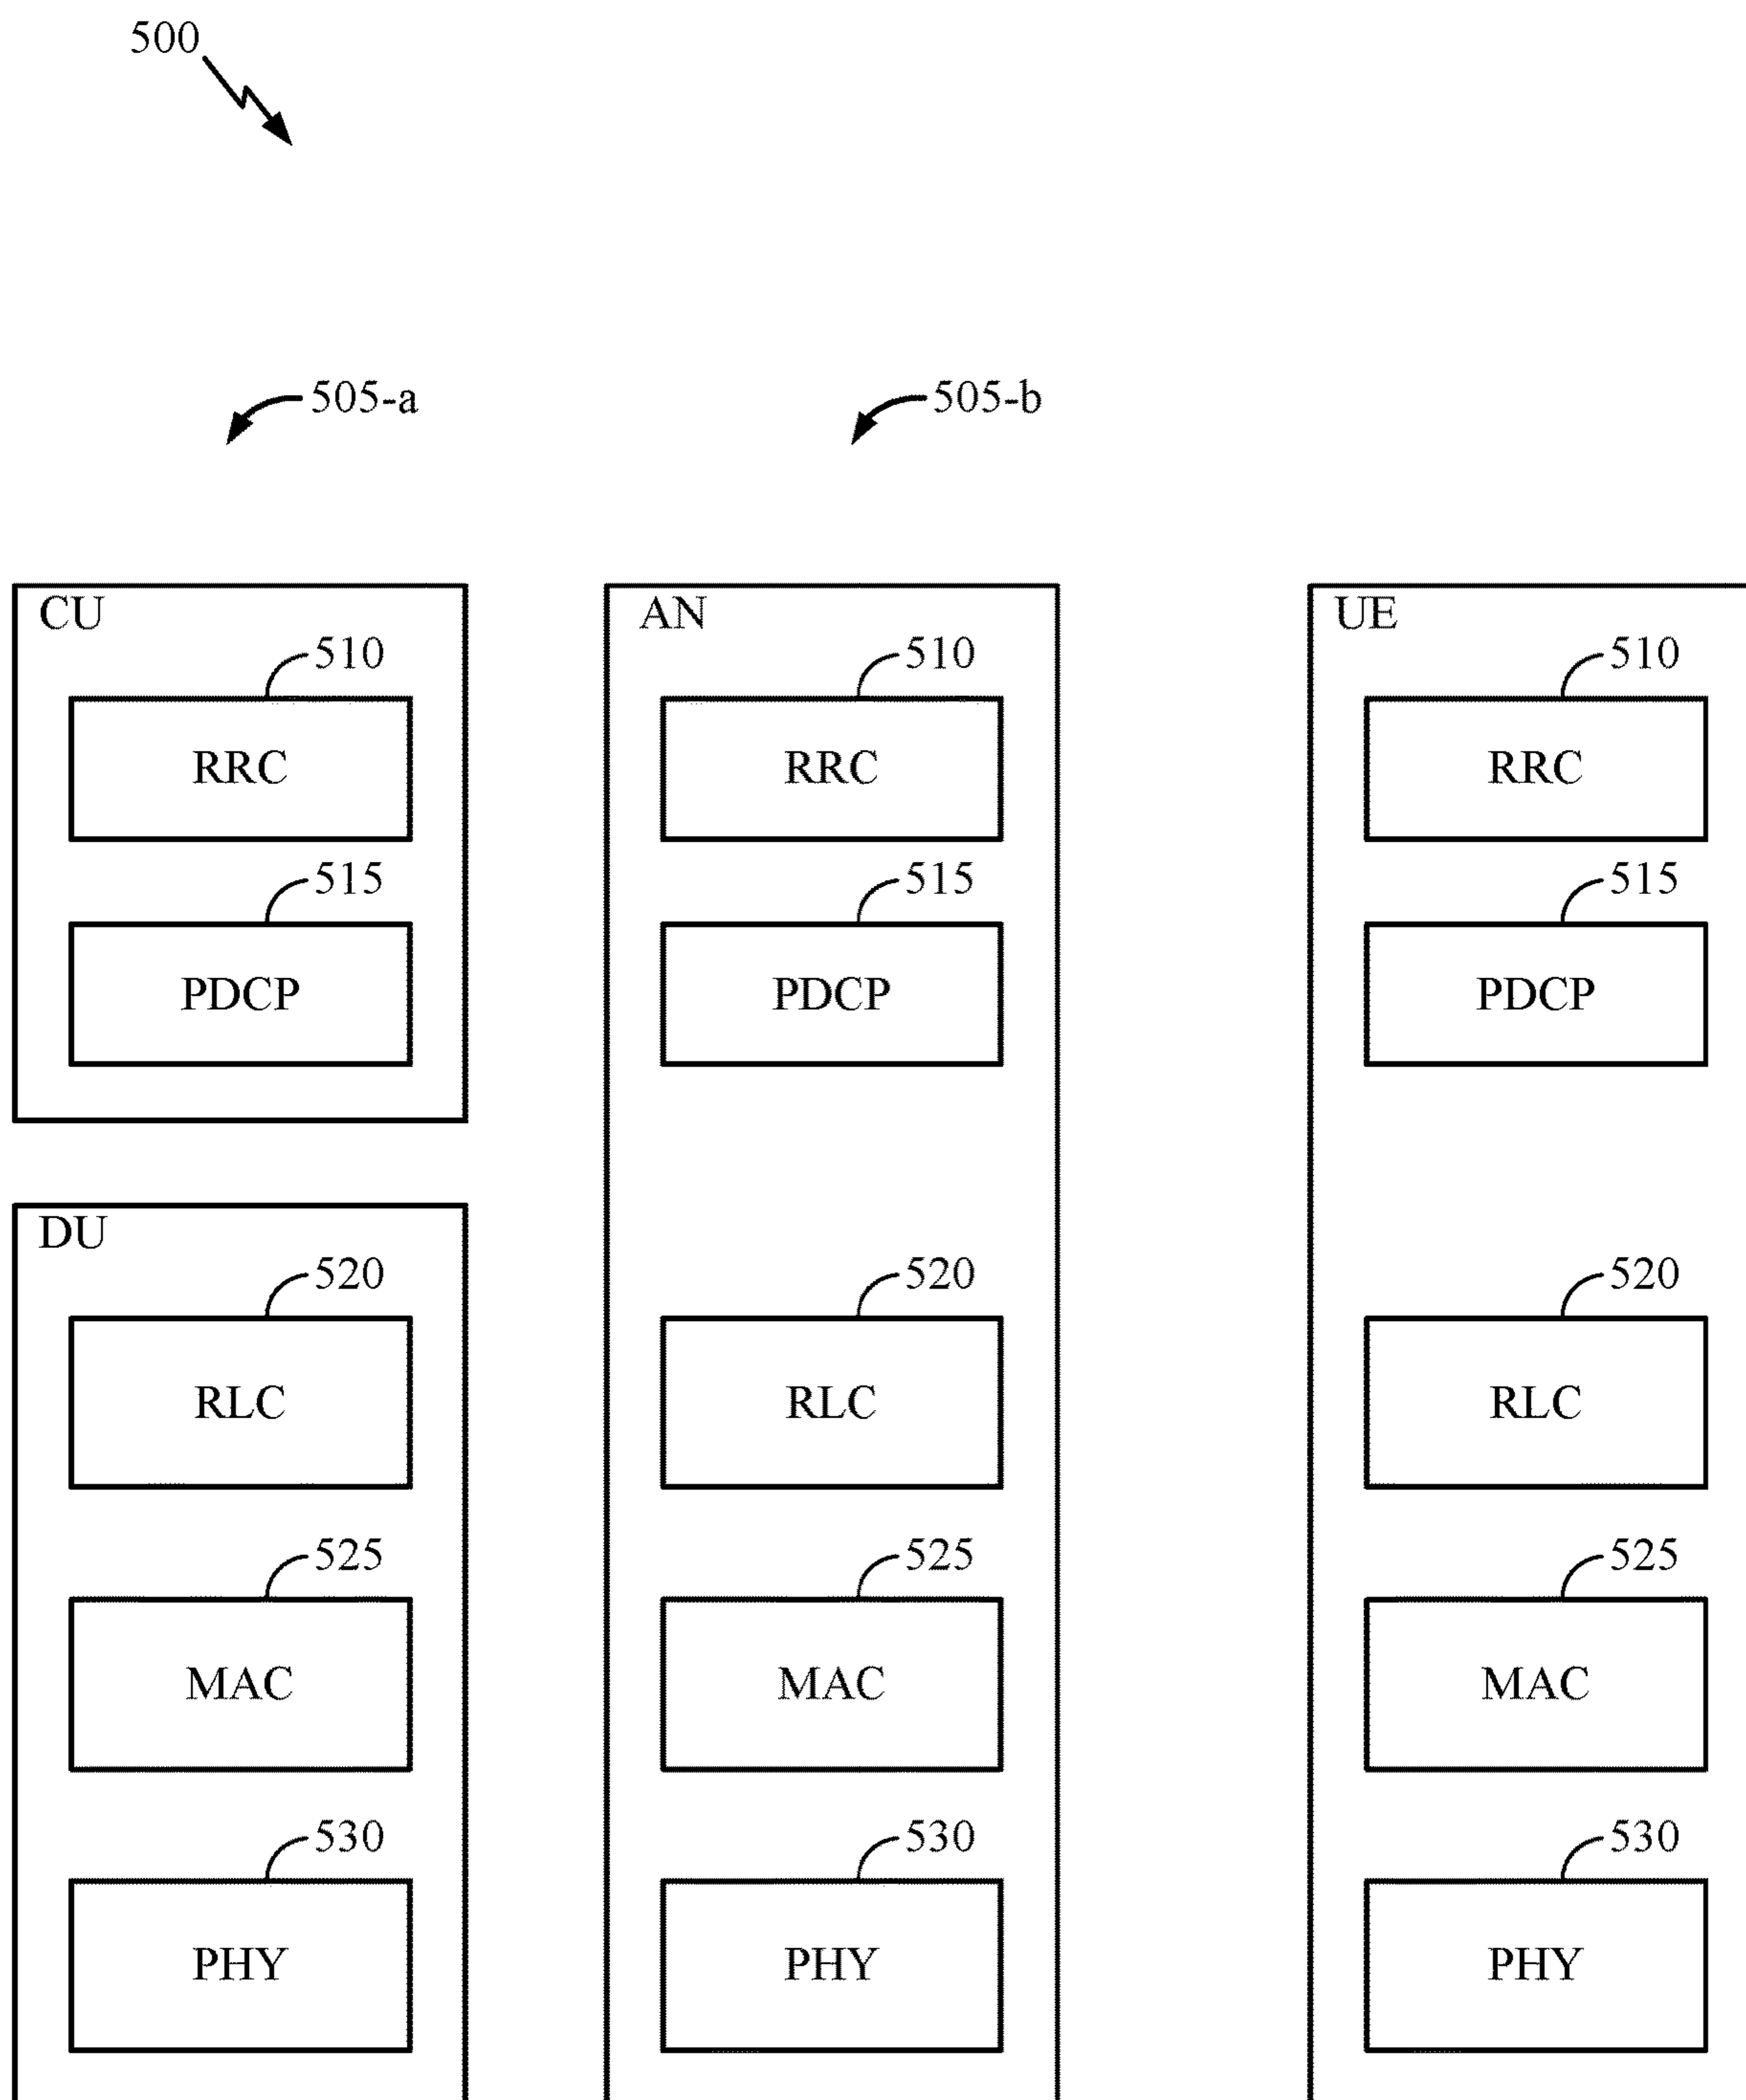 500
505-a 505-b
CU AN UE
510 510 510
RRC RRC RRC
515 515 515
PDCP PDCP PDCP
DU
520 520 520
RLC RLC RLC
525 525 525
MAC MAC MAC
530 530 530
PHY PHY PHY